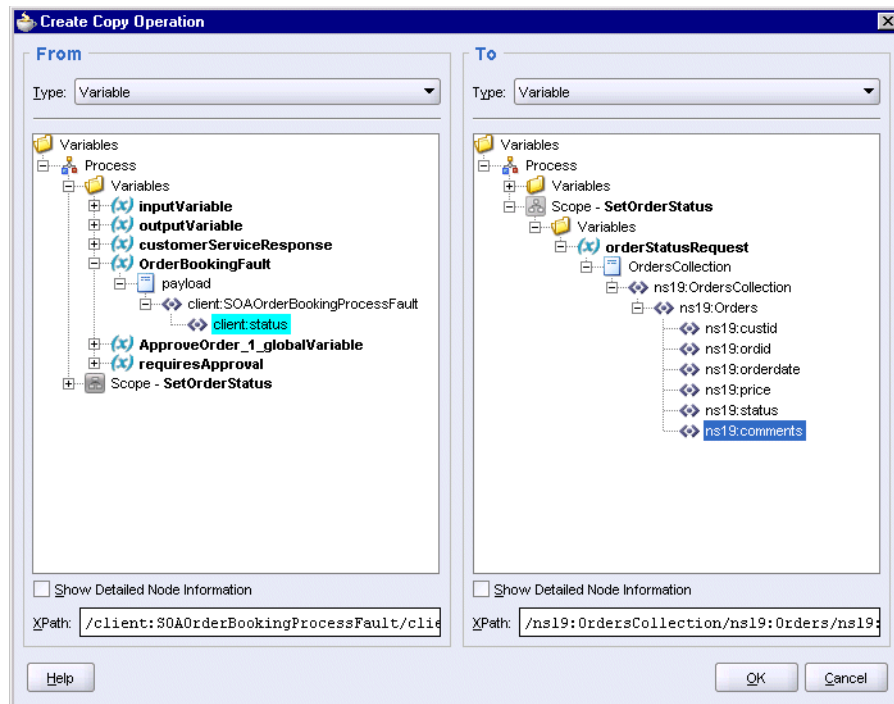 Create Copy Operation
From
Type: Variable
Variables
Process
Variables
(x) inputVariable
(x) outputVariable
(x) customerServiceResponse
(x) OrderBookingFault
payload
client:SOAOrderBookingProcessFault
client:status
(x) ApproveOrder_1_globalVariable
(x) requiresApproval
Scope - SetOrderStatus
Show Detailed Node Information
XPath: /client:SOAOrderBookingProcessFault/clie
To
Type: Variable
Variables
Process
Variables
Scope - SetOrderStatus
Variables
(x) orderStatusRequest
OrdersCollection
ns19:OrdersCollection
ns19:Orders
ns19:custid
ns19:ordid
ns19:orderdate
ns19:price
ns19:status
ns19:comments
Show Detailed Node Information
XPath: /ns19:OrdersCollection/ns19:Orders/ns19:
Help
OK
Cancel